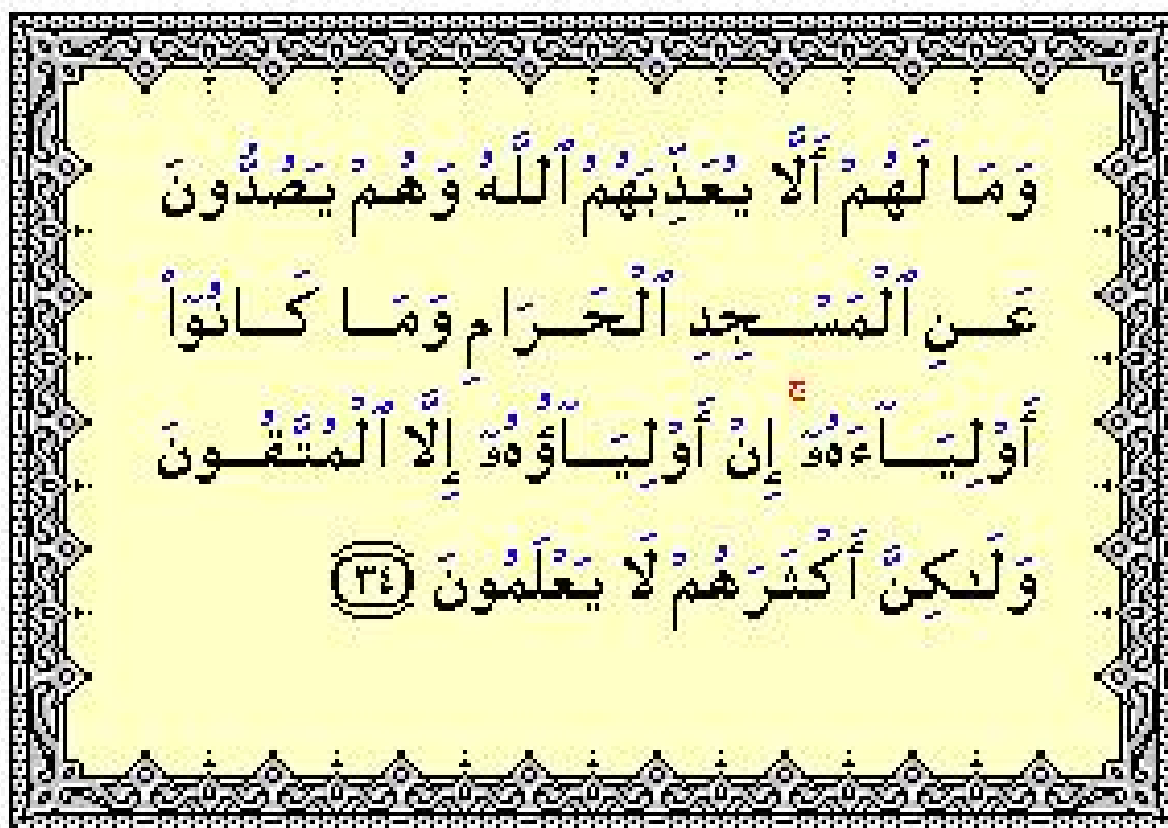 وَمَا لَهُمْ أَلَّا يُعَذِّبَهُمُ ٱللَّهُ وَهُمْ يَصُدُّونَ
عَنِ ٱلْمَسْجِدِ ٱلْحَرَامِ وَمَا كَانُوٓا۟
أَوْلِيَآءَهُۥٓ ۚ إِنْ أَوْلِيَآؤُهُۥٓ إِلَّا ٱلْمُتَّقُونَ
وَلَـٰكِنَّ أَكْثَرَهُمْ لَا يَعْلَمُونَ ٣٤